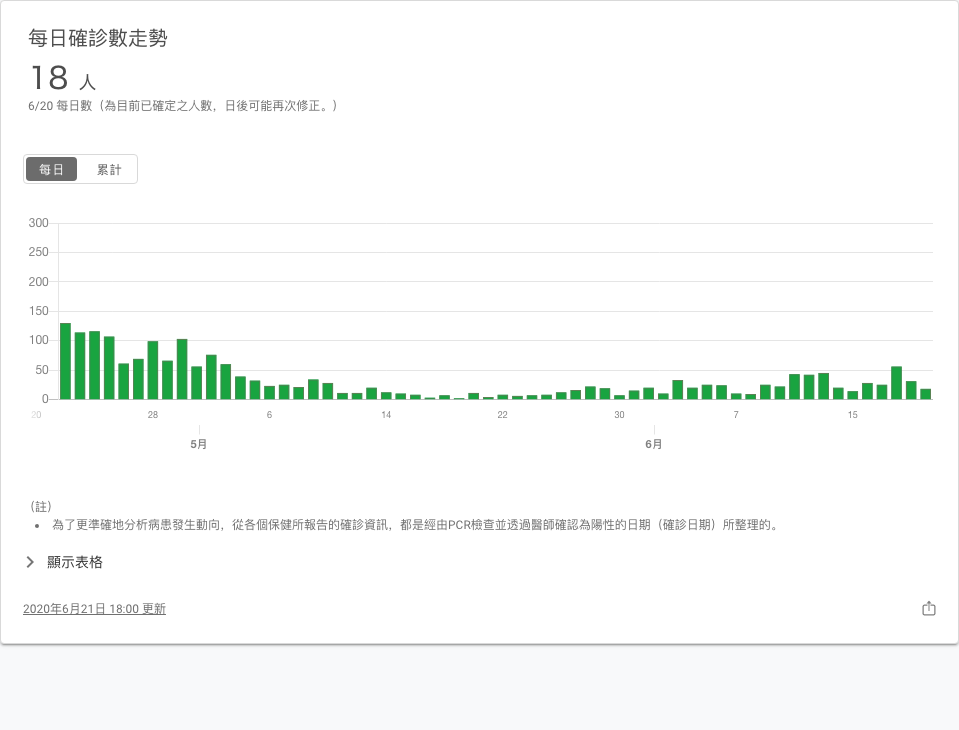 每日確診數走勢
18 人
6/20 每日數（為目前已確定之人數，日後可能再次修正。）
每日 累計
300
250
200
150
100
50
0
20 28 6 14 22 30 7 15
5月 6月
（註）
• 為了更準確地分析病患發生動向，從各個保健所報告的確診資訊，都是經由PCR檢查並透過醫師確認為陽性的日期（確診日期）所整理的。
顯示表格
2020年6月21日 18:00 更新